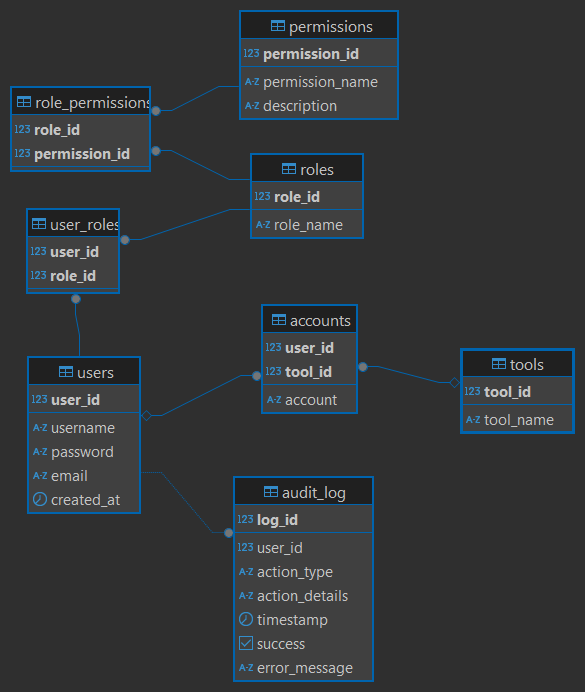 permissions
123 permission_id
A-Z permission_name
A-Z description
role_permissions
123 role_id
123 permission_id
roles
123 role_id
A-Z role_name
user_roles
123 user_id
123 role_id
accounts
123 user_id
123 tool_id
A-Z account
tools
123 tool_id
A-Z tool_name
users
123 user_id
A-Z username
A-Z password
A-Z email
created_at
audit_log
123 log_id
123 user_id
A-Z action_type
A-Z action_details
timestamp
success
A-Z error_message